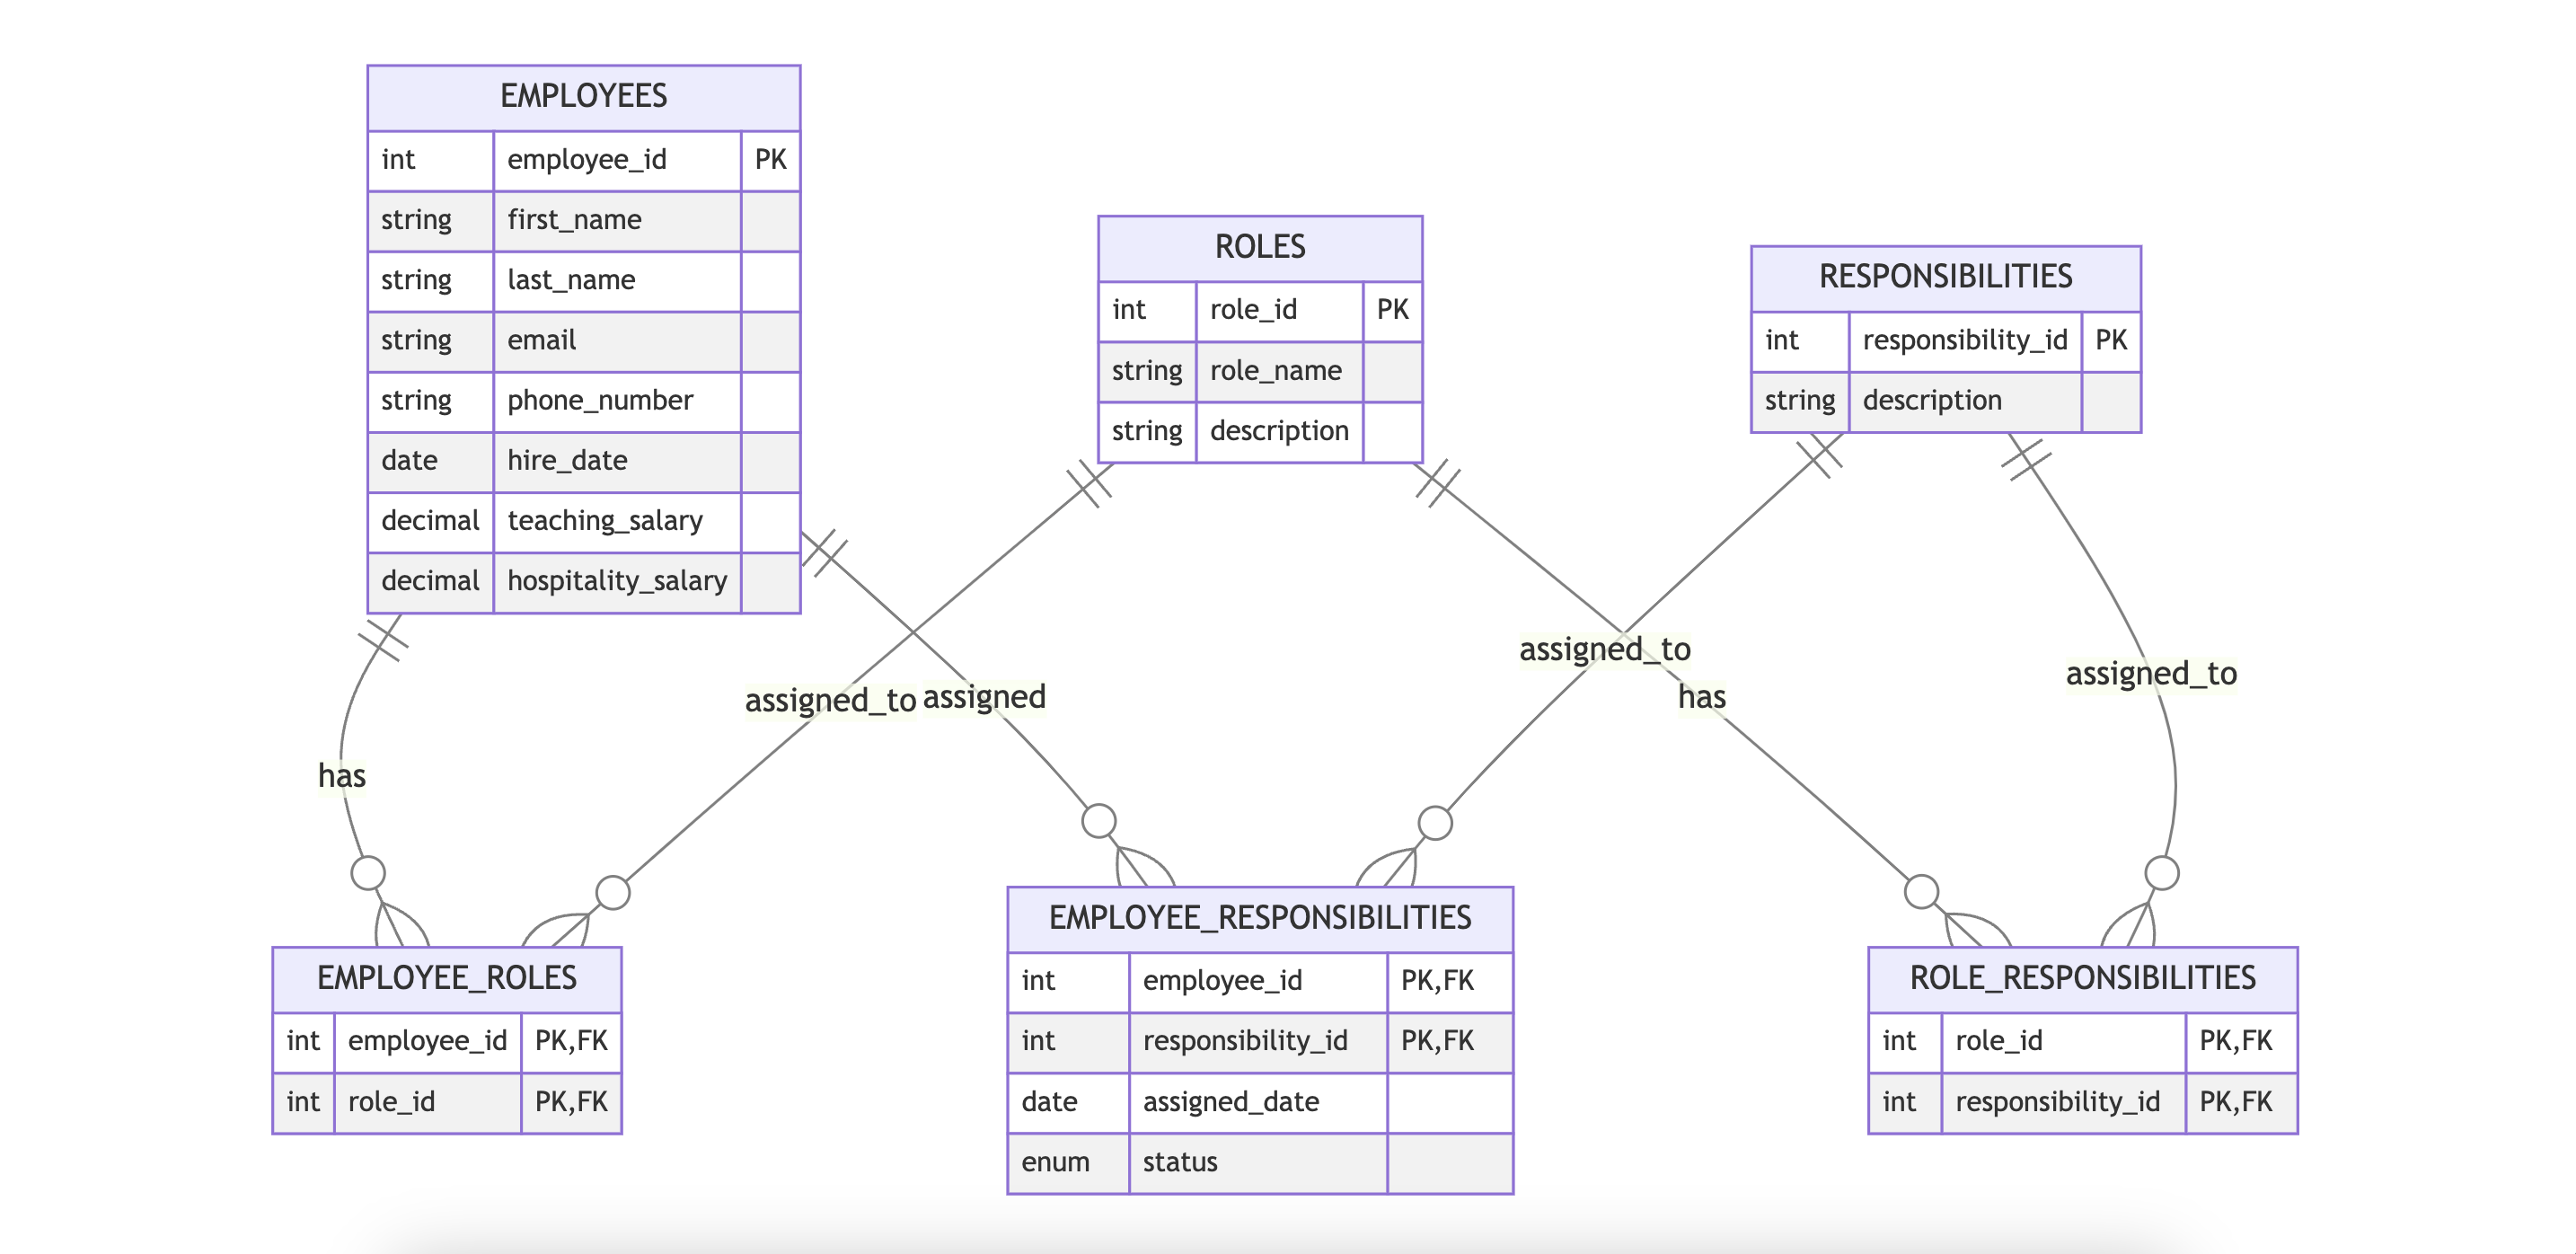 EMPLOYEES
int employee_id PK
string first_name
string last_name
string email
string phone_number
date hire_date
decimal teaching_salary
decimal hospitality_salary
ROLES
int role_id PK
string role_name
string description
RESPONSIBILITIES
int responsibility_id PK
string description
has
assigned_to
assigned
assigned_to
has
assigned_to
EMPLOYEE_ROLES
int employee_id PK,FK
int role_id PK,FK
EMPLOYEE_RESPONSIBILITIES
int employee_id PK,FK
int responsibility_id PK,FK
date assigned_date
enum status
ROLE_RESPONSIBILITIES
int role_id PK,FK
int responsibility_id PK,FK